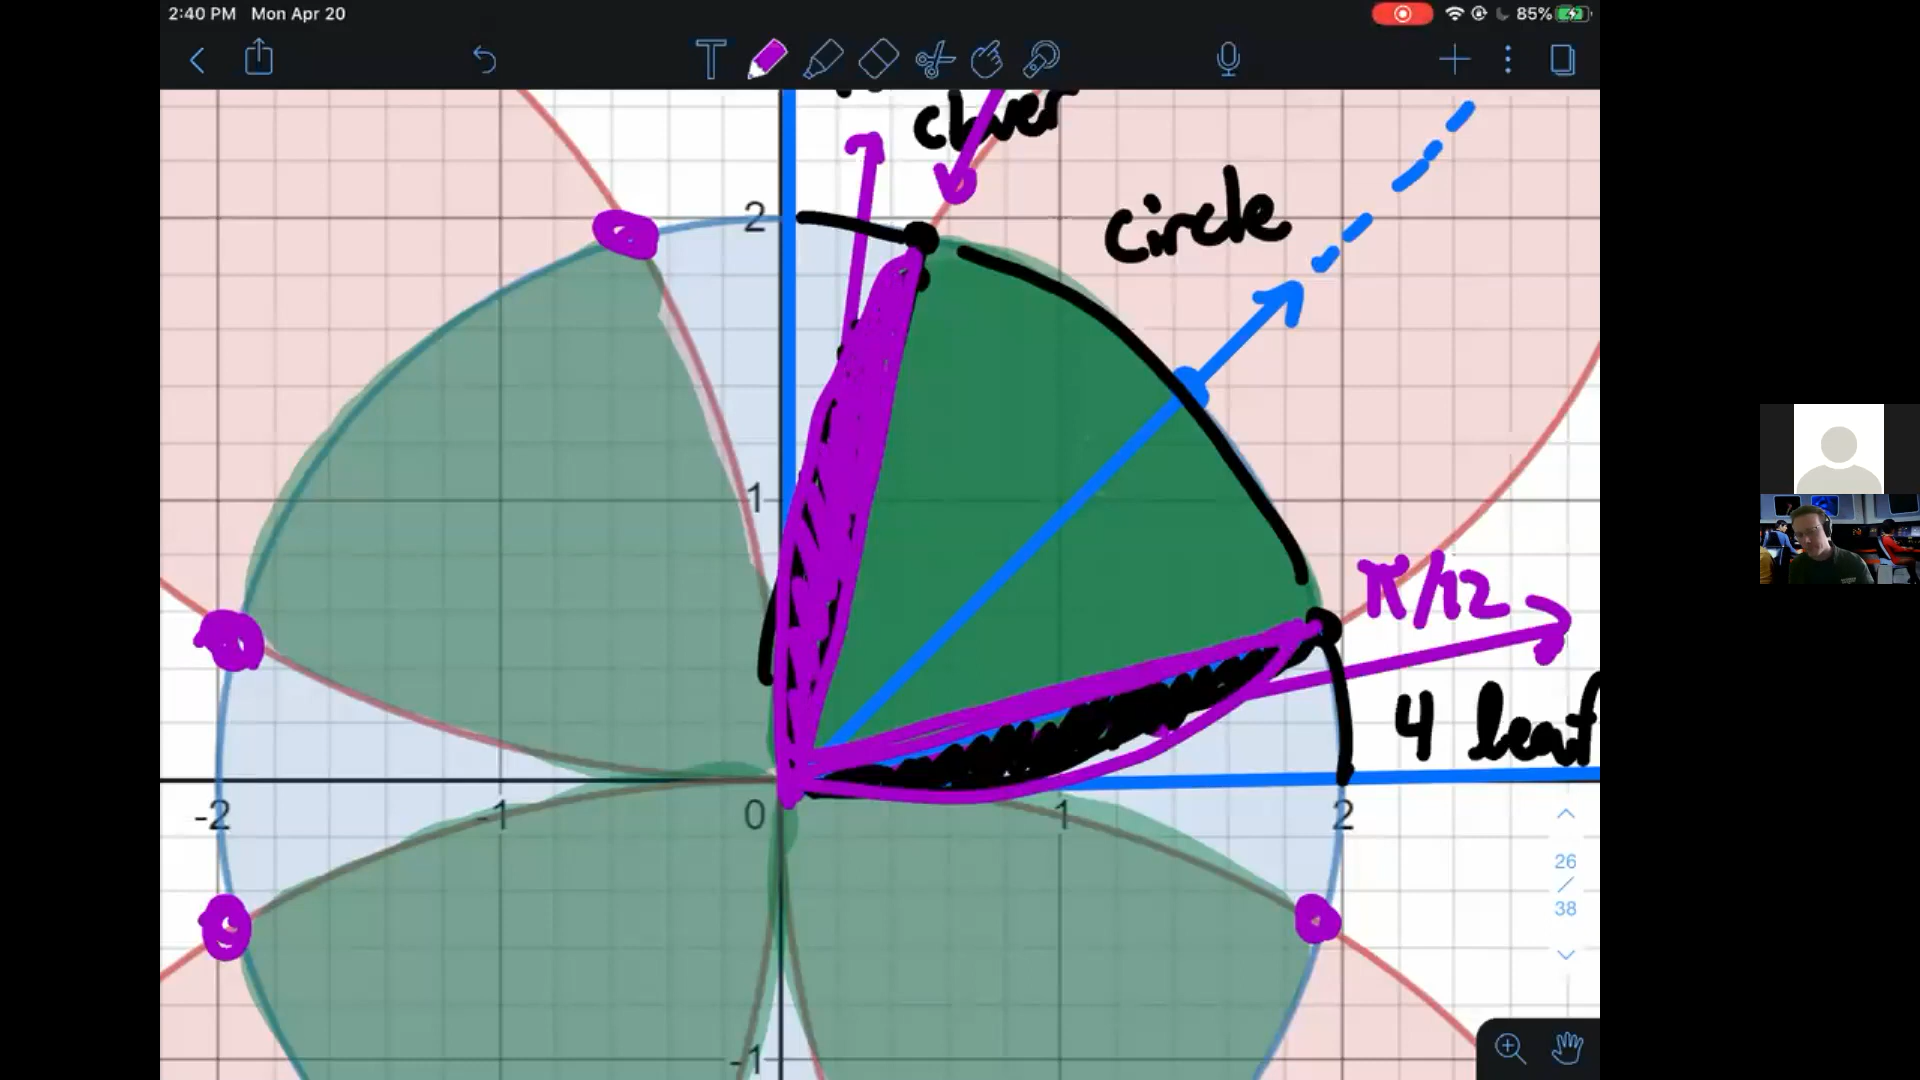 2:40 PM Mon Apr 20
85%
T
clover
2
circle
1
π/12
4 leaf
-2
-1
0
1
2
26
/
38
-1